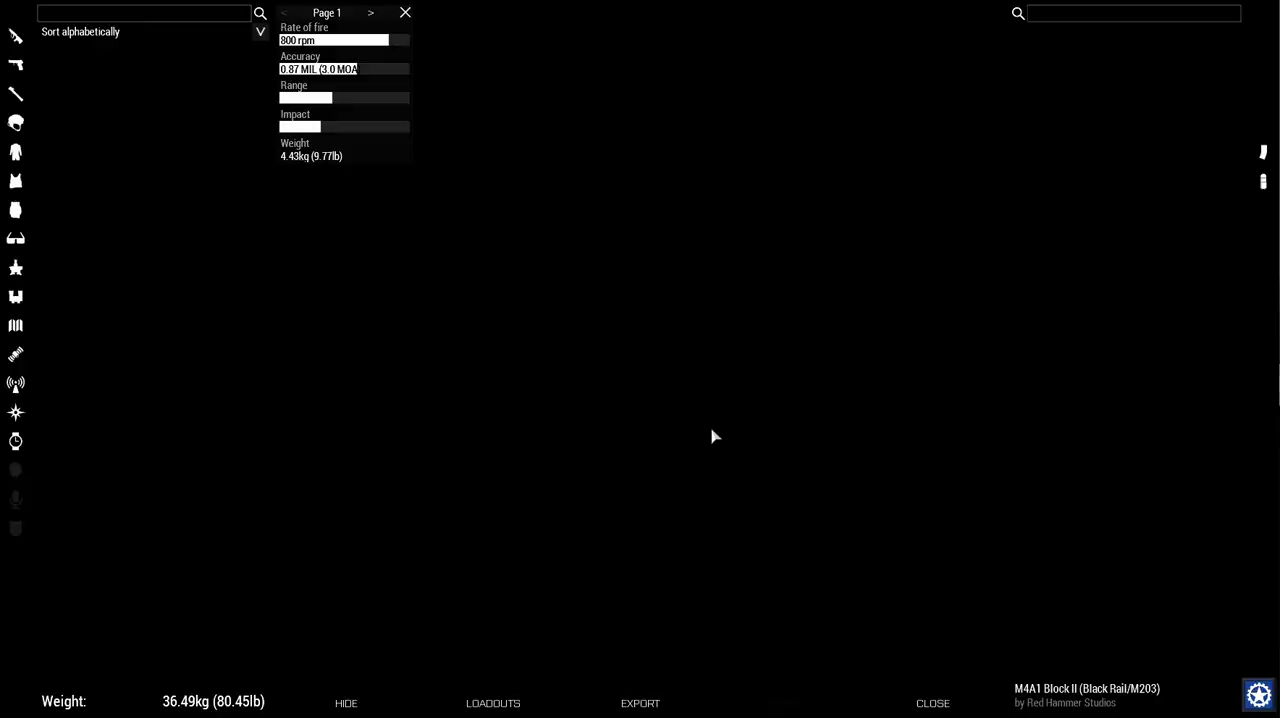 < Page 1 >
Sort alphabetically
V
Rate of fire
800 rpm
Accuracy
0.87 MIL (3.0 MOA
Range
Impact
Weight
4.43kg (9.77lb)
Weight: 36.49kg (80.45lb)
HIDE
LOADOUTS
EXPORT
CLOSE
M4A1 Block II (Black Rail/M203)
by Red Hammer Studios